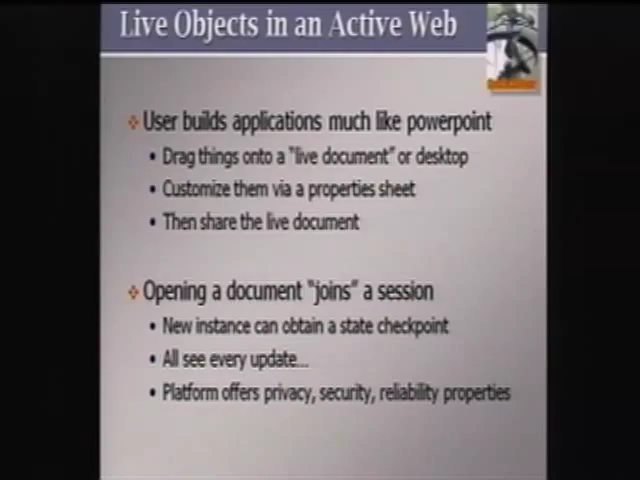 Live Objects in an Active Web
User builds applications much like powerpoint
• Drag things onto a "live document" or desktop
• Customize them via a properties sheet
• Then share the live document
Opening a document "joins" a session
• New instance can obtain a state checkpoint
• All see every update...
• Platform offers privacy, security, reliability properties